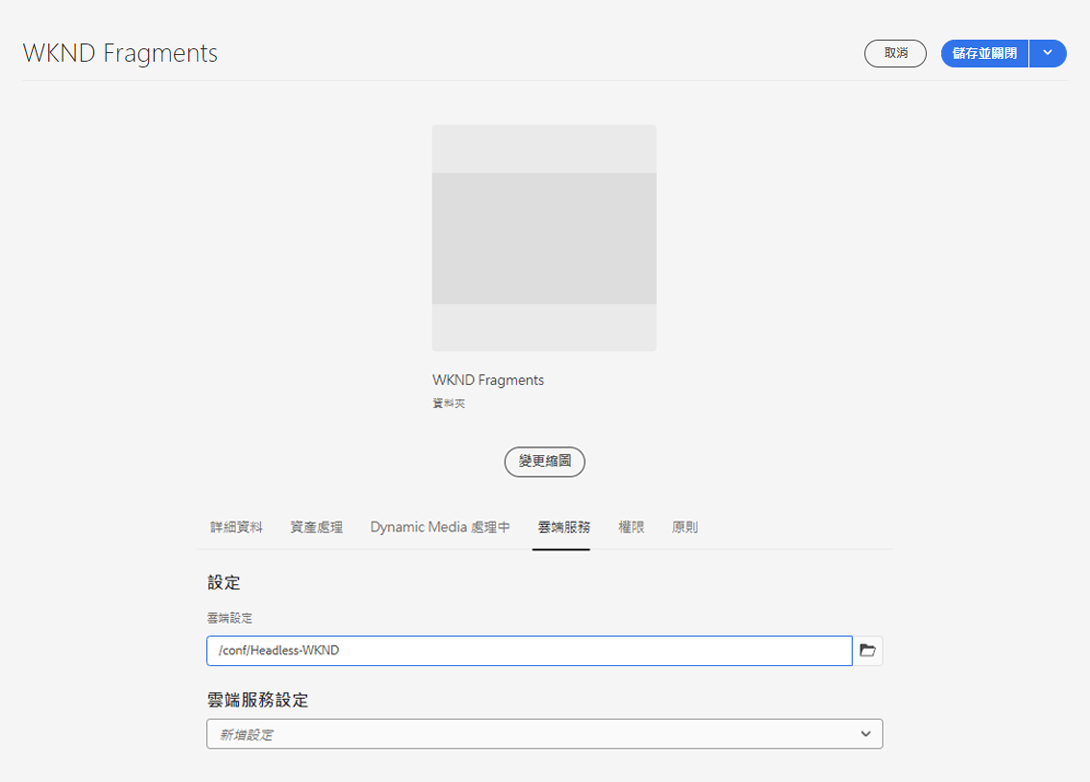 WKND Fragments
取消
儲存並關閉
WKND Fragments
資料夾
變更縮圖
詳細資料 資產處理 Dynamic Media 處理中 雲端服務 權限 原則
設定
雲端設定
/conf/Headless-WKND
雲端服務設定
新增設定